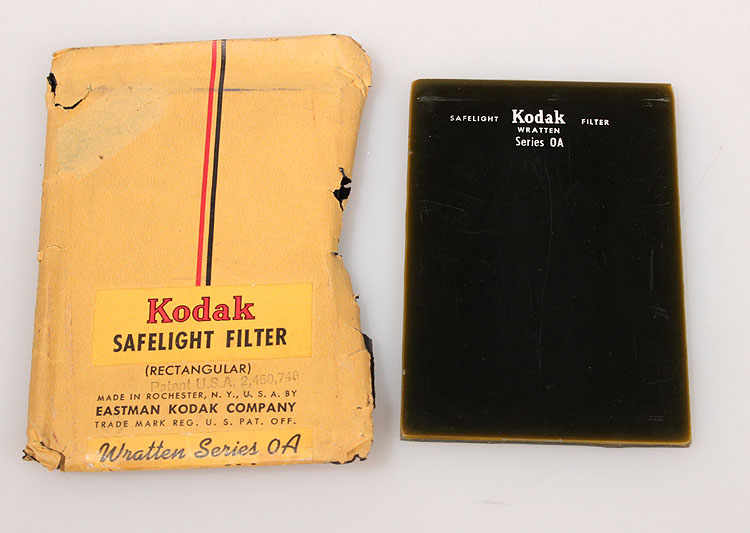 Kodak
SAFELIGHT FILTER
(RECTANGULAR)
Patent U.S.A. 2,450,746
MADE IN ROCHESTER, N. Y., U. S. A. BY
EASTMAN KODAK COMPANY
TRADE MARK REG. U. S. PAT. OFF.
Wratten Series 0A
SAFELIGHT Kodak FILTER
WRATTEN
Series 0A